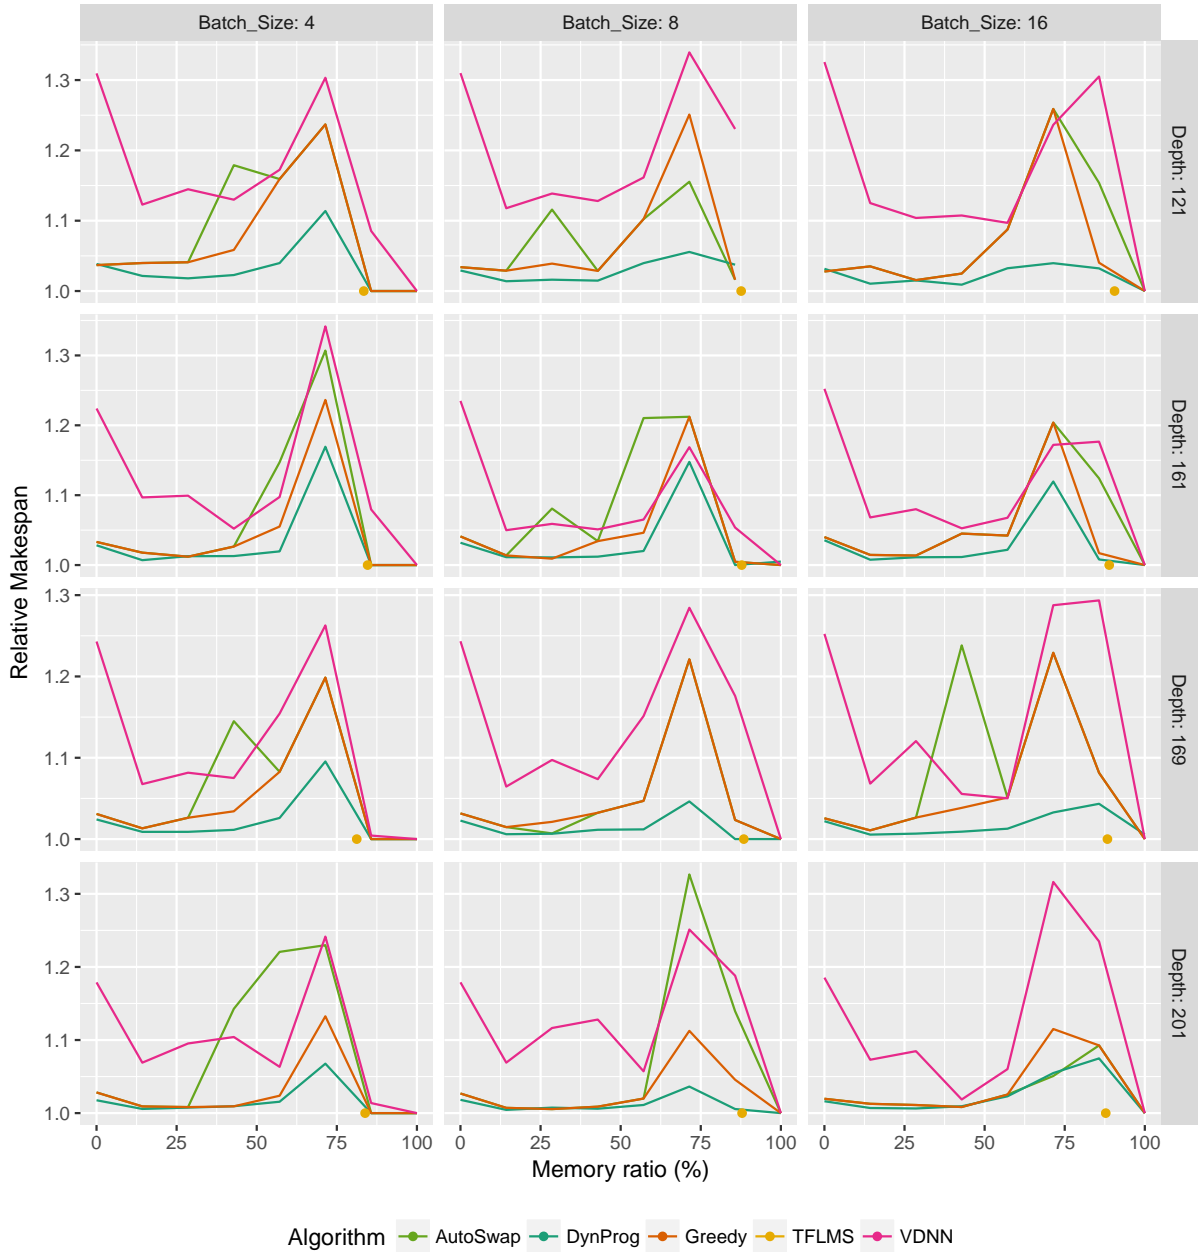 Batch_Size: 4 Batch_Size: 8 Batch_Size: 16
1.3
1.2
1.1
1.0
Depth: 121
1.3
1.2
1.1
1.0
Depth: 161
Relative Makespan
1.3
1.2
1.1
1.0
Depth: 169
1.3
1.2
1.1
1.0
Depth: 201
0 25 50 75 100 0 25 50 75 100 0 25 50 75 100
Memory ratio (%)
Algorithm AutoSwap DynProg Greedy TFLMS VDNN